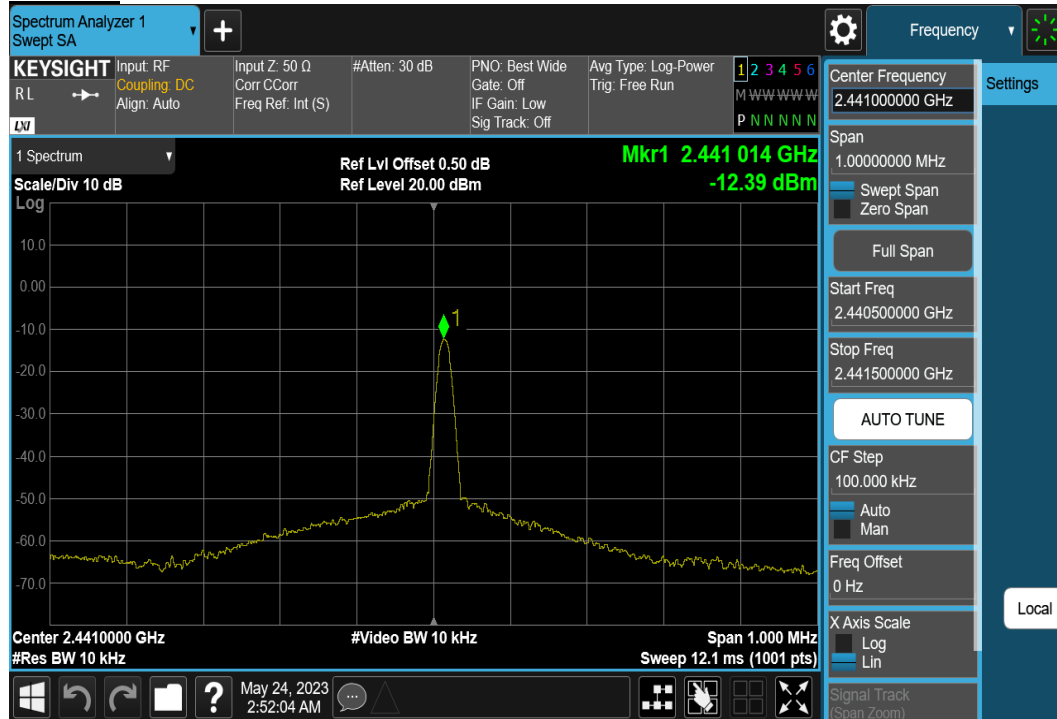 Spectrum Analyzer 1
Swept SA
Frequency
KEYSIGHT
Input: RF
Input Z: 50 Ω
#Atten: 30 dB
PNO: Best Wide
Avg Type: Log-Power
1 2 3 4 5 6
R L
Coupling: DC
Corr CCorr
Gate: Off
Trig: Free Run
M W W W W W
Align: Auto
Freq Ref: Int (S)
IF Gain: Low
Sig Track: Off
P N N N N N
LXI
Center Frequency
2.441000000 GHz
Settings
Span
1.00000000 MHz
Swept Span
Zero Span
Full Span
Start Freq
2.440500000 GHz
Stop Freq
2.441500000 GHz
AUTO TUNE
CF Step
100.000 kHz
Auto
Man
Freq Offset
0 Hz
X Axis Scale
Log
Lin
Signal Track
(Span Zoom)
Local
1 Spectrum
Ref Lvl Offset 0.50 dB
Mkr1 2.441 014 GHz
Scale/Div 10 dB
Ref Level 20.00 dBm
-12.39 dBm
Log
10.0
0.00
1
-10.0
-20.0
-30.0
-40.0
-50.0
-60.0
-70.0
Center 2.4410000 GHz
#Video BW 10 kHz
Span 1.000 MHz
#Res BW 10 kHz
Sweep 12.1 ms (1001 pts)
?
May 24, 2023
2:52:04 AM